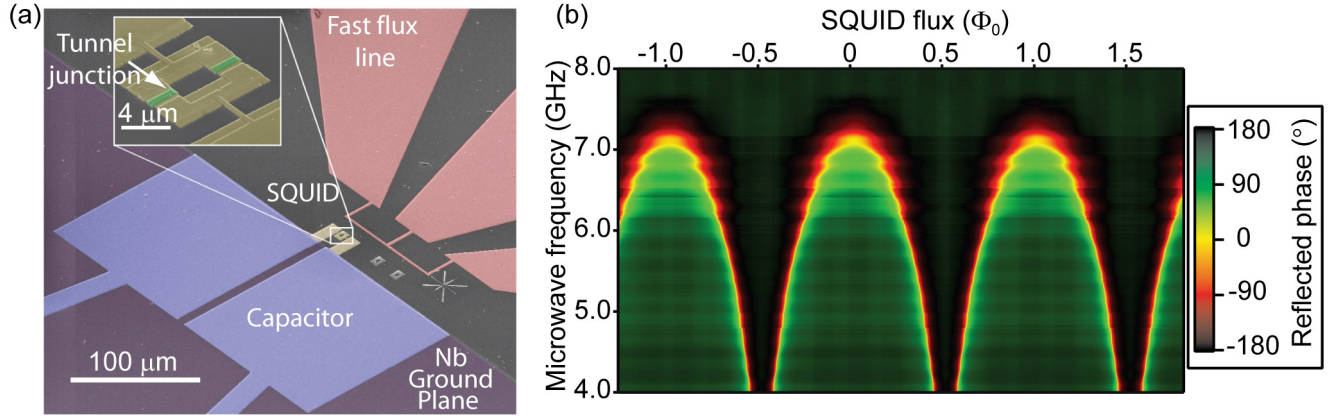 (a)
Tunnel
junction
4 μm
Fast flux
line
SQUID
Capacitor
100 μm
Nb
Ground
Plane
(b)
SQUID flux (Φ0)
-1.0 -0.5 0 0.5 1.0 1.5
Microwave frequency (GHz)
8.0
7.0
6.0
5.0
4.0
180
90
0
-90
-180
Reflected phase (°)